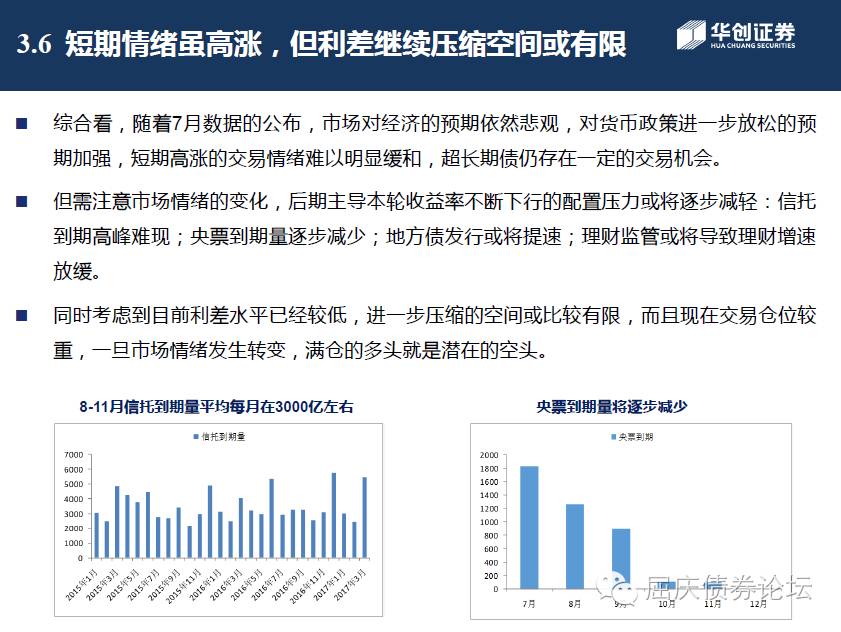 3.6 短期情绪虽高涨，但利差继续压缩空间或有限
华创证券
HUA CHUANG SECURITIES
综合看，随着7月数据的公布，市场对经济的预期依然悲观，对货币政策进一步放松的预
期加强，短期高涨的交易情绪难以明显缓和，超长期债仍存在一定的交易机会。
但需注意市场情绪的变化，后期主导本轮收益率不断下行的配置压力或将逐步减轻：信托
到期高峰难现；央票到期量逐步减少；地方债发行或将提速；理财监管或将导致理财增速
放缓。
同时考虑到目前利差水平已经较低，进一步压缩的空间或比较有限，而且现在交易仓位较
重，一旦市场情绪发生转变，满仓的多头就是潜在的空头。
8-11月信托到期量平均每月在3000亿左右
信托到期量
7000
6000
5000
4000
3000
2000
1000
0
2015年1月
2015年3月
2015年5月
2015年7月
2015年9月
2015年11月
2016年1月
2016年3月
2016年5月
2016年7月
2016年9月
2016年11月
2017年1月
2017年3月
央票到期量将逐步减少
央票到期
2000
1800
1600
1400
1200
1000
800
600
400
200
0
7月
8月
9月
10月
11月
12月
屈庆债券论坛